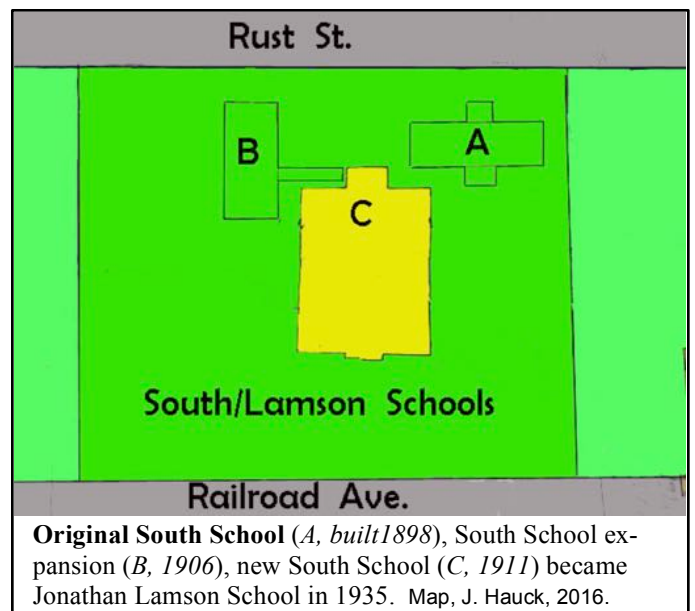 Rust St.
B
A
C
South/Lamson Schools
Railroad Ave.
Original South School (A, built1898), South School ex-
pansion (B, 1906), new South School (C, 1911) became
Jonathan Lamson School in 1935. Map, J. Hauck, 2016.